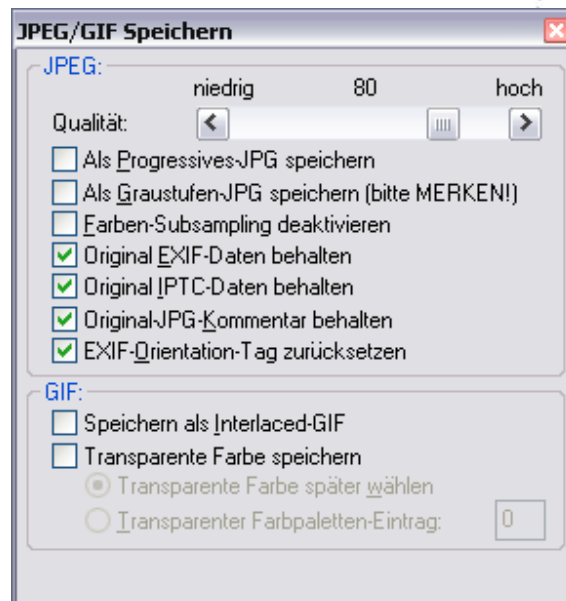 JPEG/GIF Speichern
JPEG:
niedrig 80 hoch
Qualität:
Als Progressives-JPG speichern
Als Graustufen-JPG speichern (bitte MERKEN!)
Farben-Subsampling deaktivieren
Original EXIF-Daten behalten
Original IPTC-Daten behalten
Original-JPG-Kommentar behalten
EXIF-Orientation-Tag zurücksetzen
GIF:
Speichern als Interlaced-GIF
Transparente Farbe speichern
Transparente Farbe später wählen
Transparenter Farbpaletten-Eintrag: 0